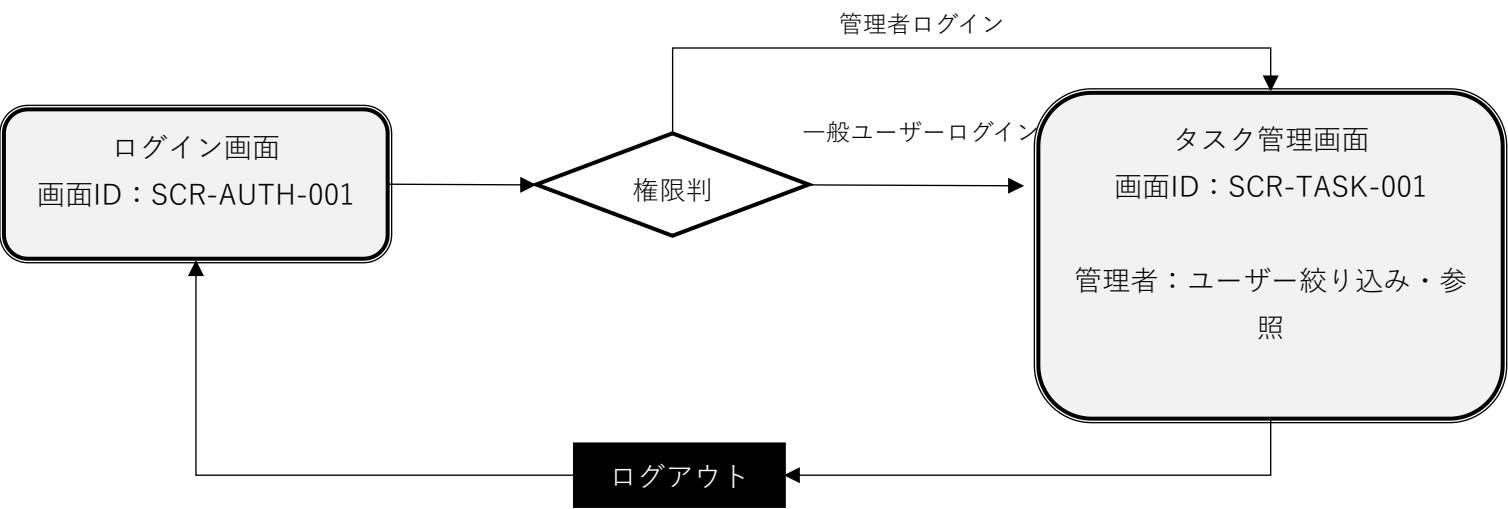 管理者ログイン
ログイン画面
画面ID：SCR-AUTH-001
権限判
一般ユーザーログイン
タスク管理画面
画面ID：SCR-TASK-001
管理者：ユーザー絞り込み・参
照
ログアウト